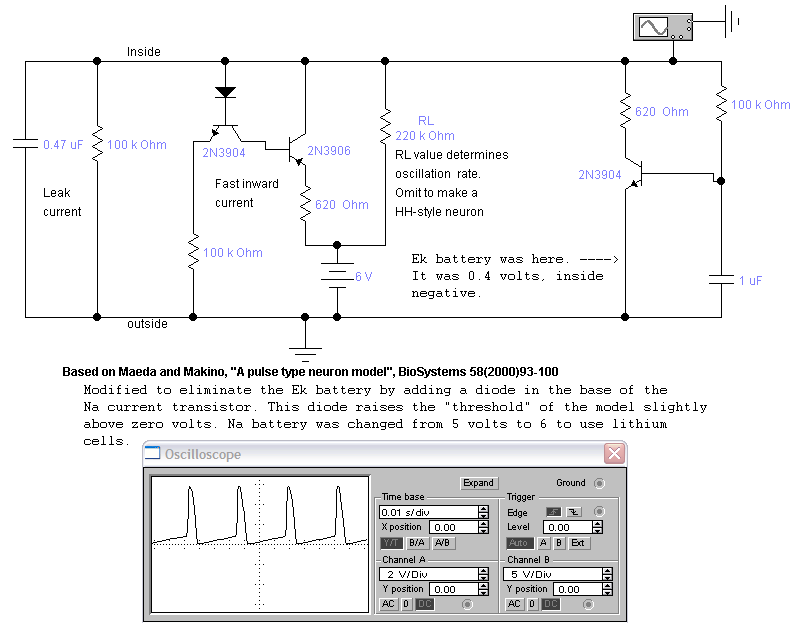 Inside
0.47 uF
100 k Ohm
2N3904
2N3906
RL
220 k Ohm
RL value determines
oscillation rate.
Omit to make a
HH-style neuron
620 Ohm
100 k Ohm
2N3904
Leak
current
Fast inward
current
620 Ohm
100 k Ohm
Ek battery was here. ---->
It was 0.4 volts, inside
negative.
6 V
1 uF
outside
Based on Maeda and Makino, "A pulse type neuron model", BioSystems 58(2000)93-100
Modified to eliminate the Ek battery by adding a diode in the base of the
Na current transistor. This diode raises the "threshold" of the model slightly
above zero volts. Na battery was changed from 5 volts to 6 to use lithium
cells.
Oscilloscope
Expand
Ground
Time base
0.01 s/div
X position 0.00
Y/T B/A A/B
Trigger
Edge
Level 0.00
Auto A B Ext
Channel A
2 V/Div
Y position 0.00
AC 0 DC
Channel B
5 V/Div
Y position 0.00
AC 0 DC